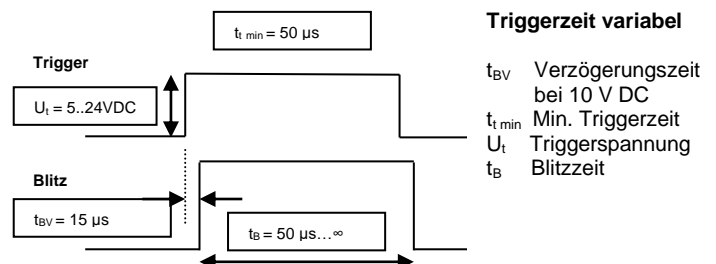 t_t min = 50 µs
Trigger
U_t = 5..24VDC
Blitz
t_BV = 15 µs
t_B = 50 µs…∞
Triggerzeit variabel
t_BV Verzögerungszeit
bei 10 V DC
t_t min Min. Triggerzeit
U_t Triggerspannung
t_B Blitzzeit